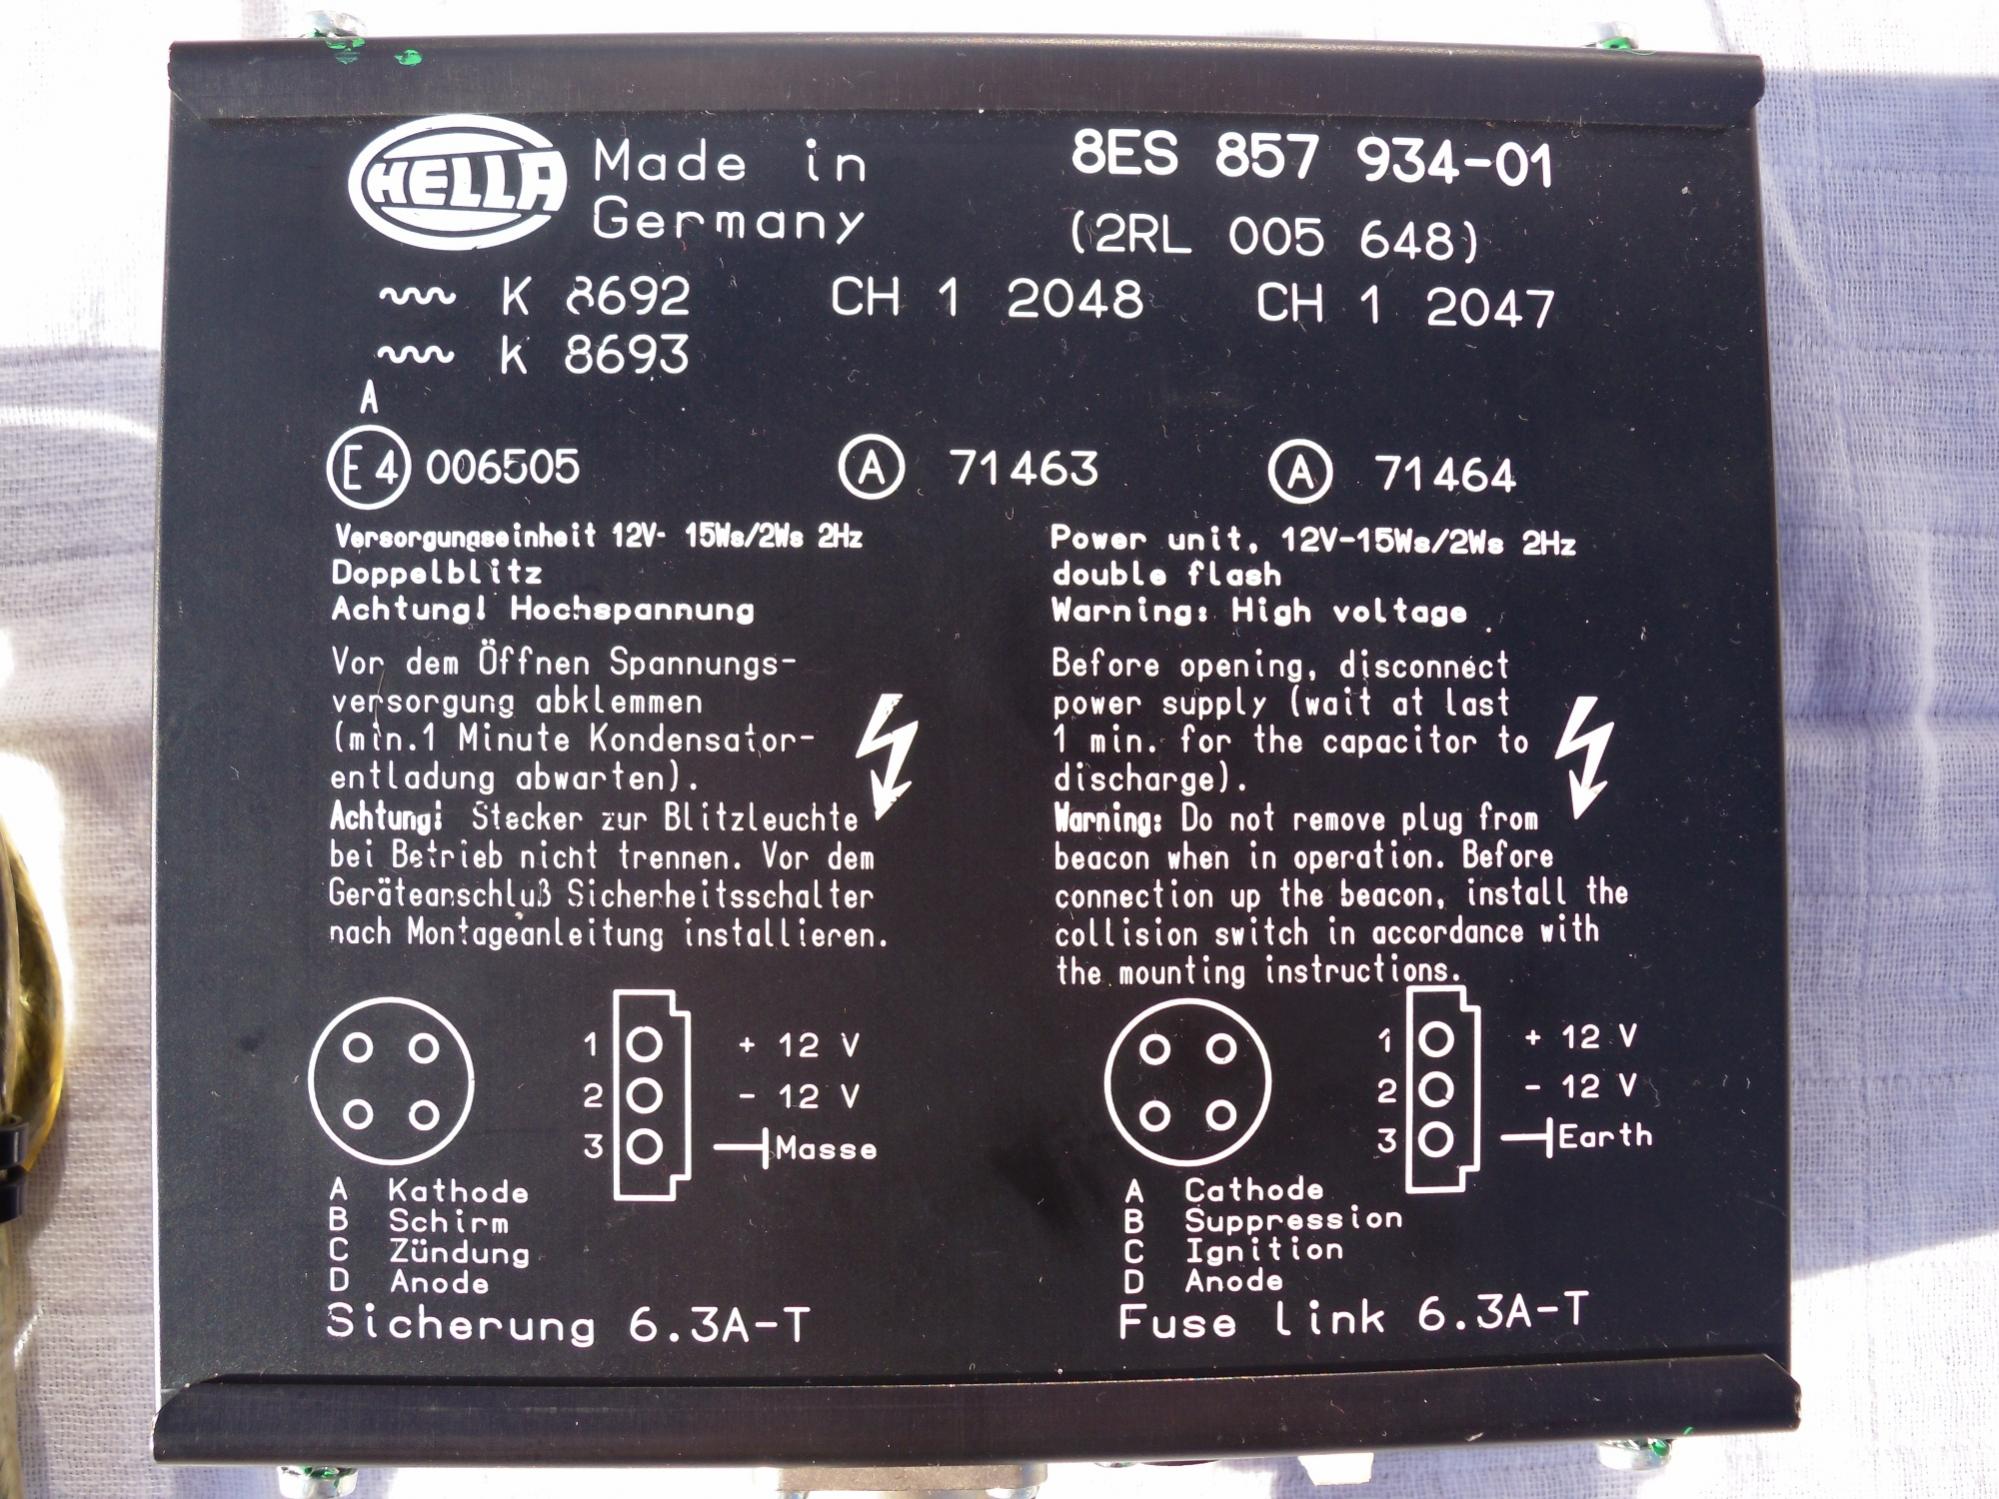 HELLA Made in Germany
8ES 857 934-01
(2RL 005 648)
K 8692 CH 1 2048 CH 1 2047
K 8693
A
E4 006505 A 71463 A 71464
Versorgungseinheit 12V- 15Ws/2Ws 2Hz
Doppelblitz
Achtung! Hochspannung
Vor dem Öffnen Spannungs-
versorgung abklemmen
(min.1 Minute Kondensator-
entladung abwarten).
Achtung! Stecker zur Blitzleuchte
bei Betrieb nicht trennen. Vor dem
Geräteanschluß Sicherheitsschalter
nach Montageanleitung installieren.
1 + 12 V
2 - 12 V
3 Masse
A Kathode
B Schirm
C Zündung
D Anode
Sicherung 6.3A-T
Power unit, 12V-15Ws/2Ws 2Hz
double flash
Warning: High voltage
Before opening, disconnect
power supply (wait at last
1 min. for the capacitor to
discharge).
Warning: Do not remove plug from
beacon when in operation. Before
connection up the beacon, install the
collision switch in accordance with
the mounting instructions.
1 + 12 V
2 - 12 V
3 Earth
A Cathode
B Suppression
C Ignition
D Anode
Fuse link 6.3A-T